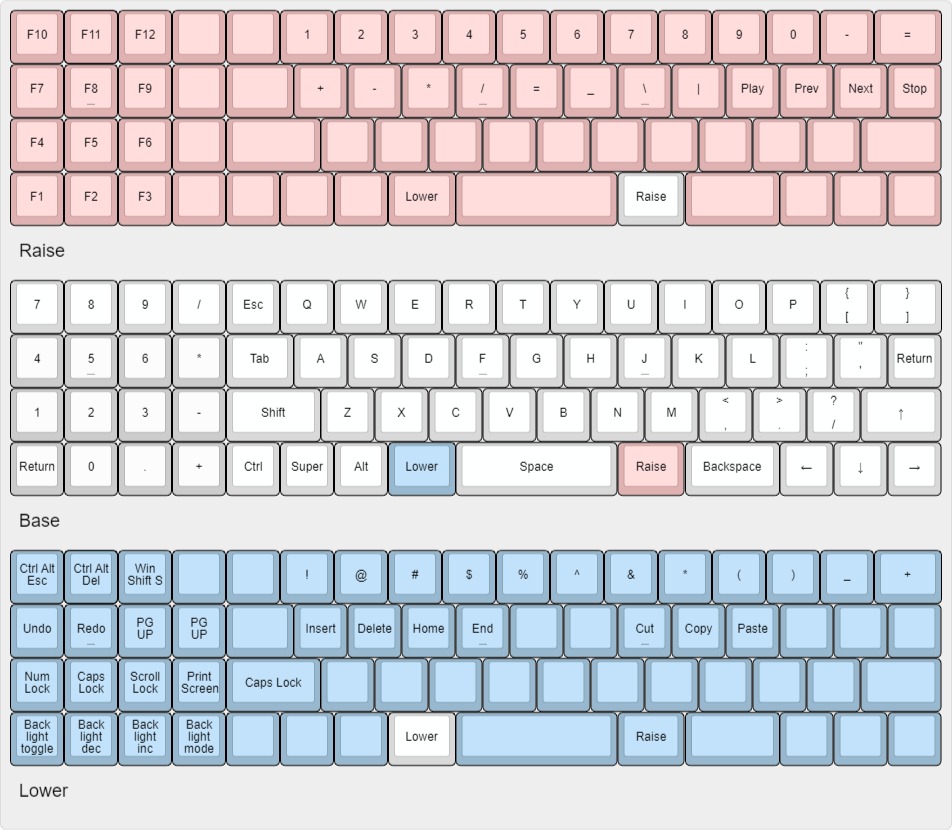 F10 F11 F12 1 2 3 4 5 6 7 8 9 0 - =
F7 F8 F9 + - * / = _ \ | Play Prev Next Stop
F4 F5 F6
F1 F2 F3 Lower Raise
Raise
7 8 9 / Esc Q W E R T Y U I O P { [ } ]
4 5 6 * Tab A S D F G H J K L : ; " ' Return
1 2 3 - Shift Z X C V B N M < , > . ? / ↑
Return 0 . + Ctrl Super Alt Lower Space Raise Backspace ← ↓ →
Base
Ctrl Alt Esc Ctrl Alt Del Win Shift S ! @ # $ % ^ & * ( ) _ +
Undo Redo PG UP PG UP Insert Delete Home End Cut Copy Paste
Num Lock Caps Lock Scroll Lock Print Screen Caps Lock
Back light toggle Back light dec Back light inc Back light mode Lower Raise
Lower